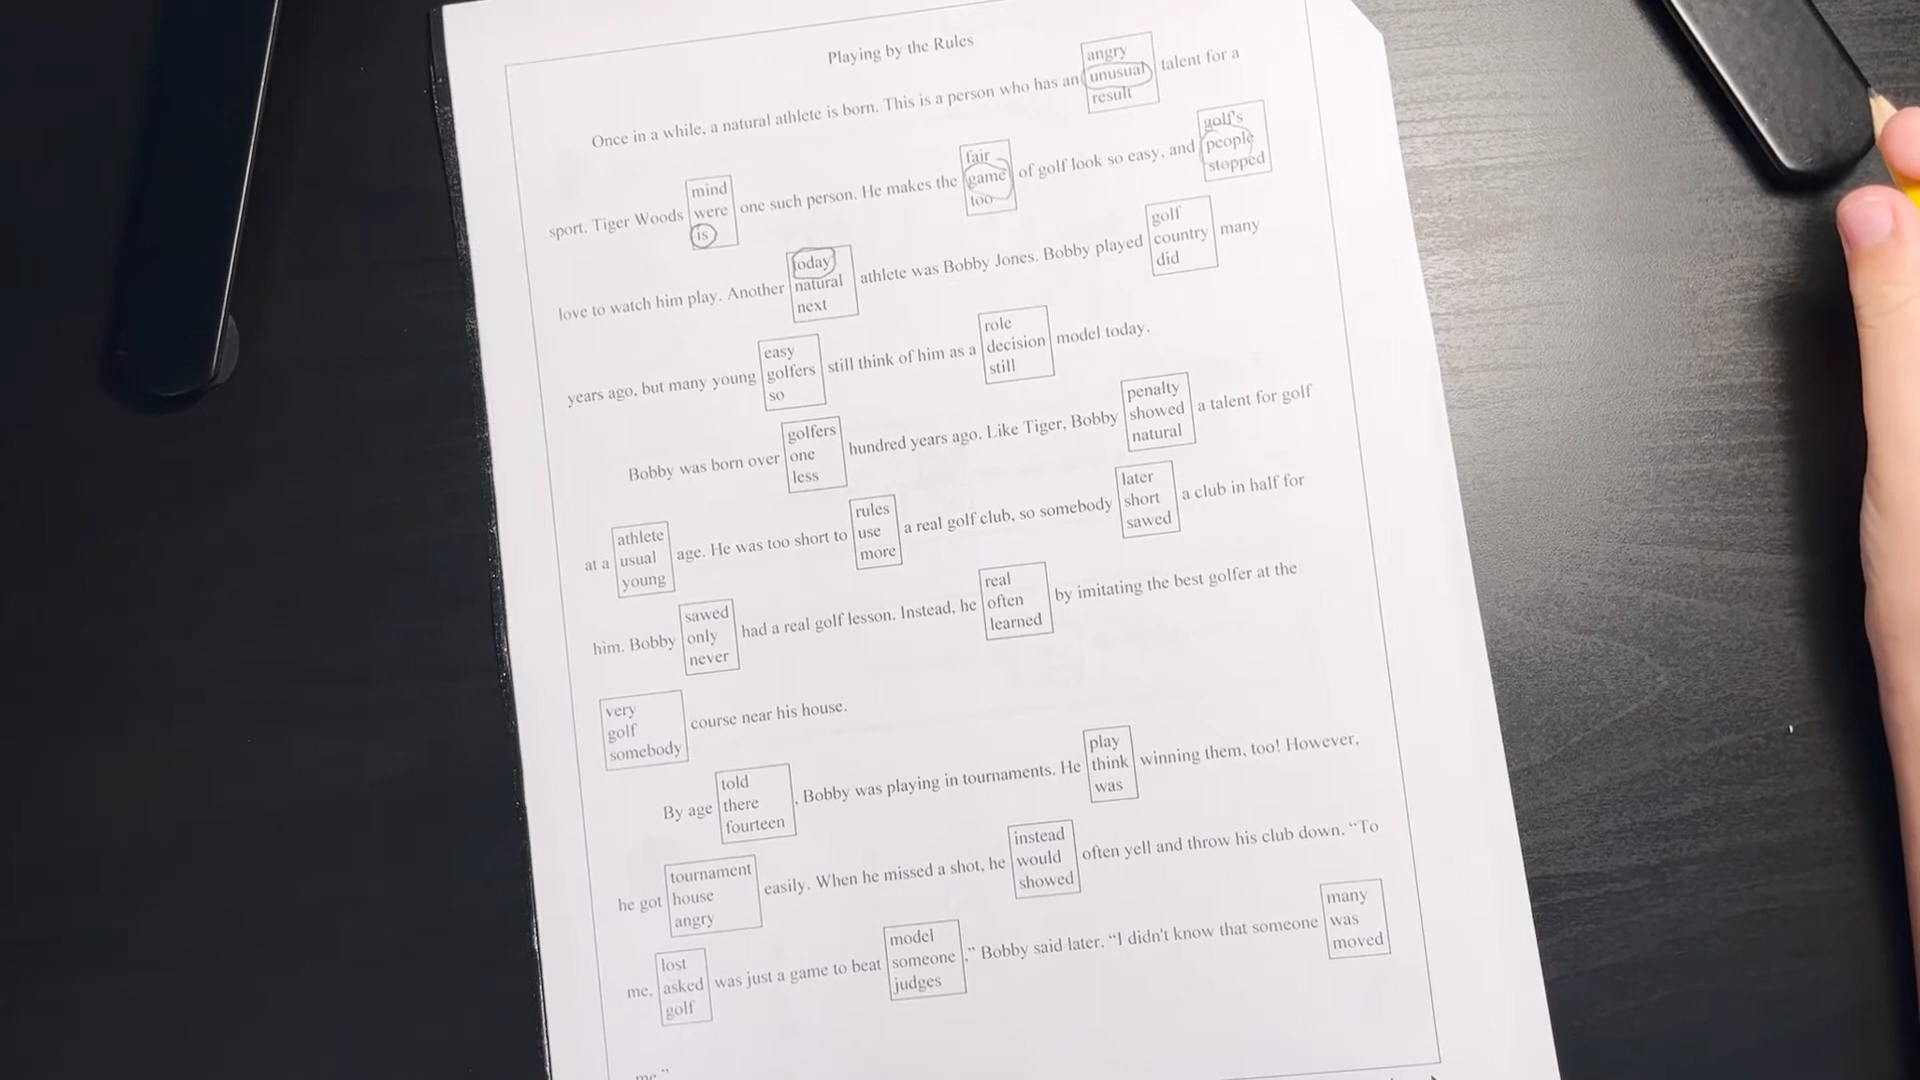 Playing by the Rules
Once in a while, a natural athlete is born. This is a person who has an angry unusual result talent for a
sport. Tiger Woods mind were is one such person. He makes the fair game too of golf look so easy, and golf's people stopped
love to watch him play. Another today natural next athlete was Bobby Jones. Bobby played golf country did many
years ago, but many young easy golfers so still think of him as a role decision still model today.
Bobby was born over golfers one less hundred years ago. Like Tiger, Bobby penalty showed natural a talent for golf
at a athlete usual young age. He was too short to rules use more a real golf club, so somebody later short sawed a club in half for
him. Bobby sawed only never had a real golf lesson. Instead, he real often learned by imitating the best golfer at the
very golf somebody course near his house.
By age told there fourteen , Bobby was playing in tournaments. He play think was winning them, too! However,
he got tournament house angry easily. When he missed a shot, he instead would showed often yell and throw his club down. “To
me, lost asked golf was just a game to beat model someone judges ,” Bobby said later. “I didn't know that someone many was moved
me.”